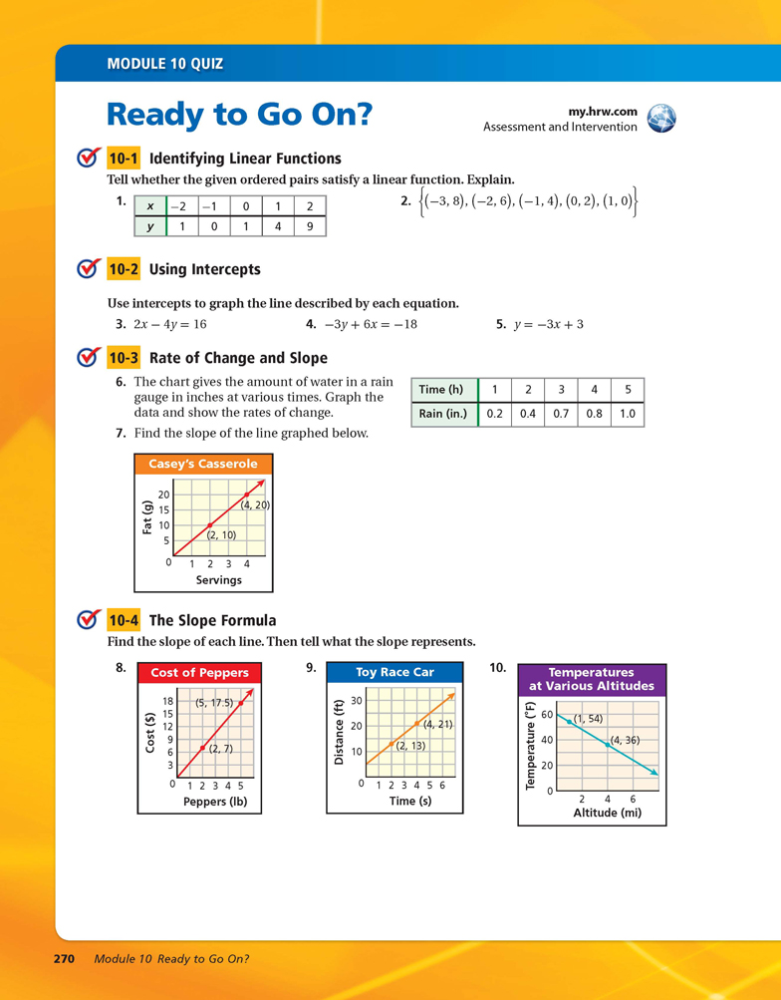 MODULE 10 QUIZ
Ready to Go On?
my.hrw.com
Assessment and Intervention
10-1 Identifying Linear Functions
Tell whether the given ordered pairs satisfy a linear function. Explain.
1.
x −2 −1 0 1 2
y 1 0 1 4 9
2. {(−3, 8), (−2, 6), (−1, 4), (0, 2), (1, 0)}
10-2 Using Intercepts
Use intercepts to graph the line described by each equation.
3. 2x − 4y = 16
4. −3y + 6x = −18
5. y = −3x + 3
10-3 Rate of Change and Slope
6. The chart gives the amount of water in a rain
gauge in inches at various times. Graph the
data and show the rates of change.
Time (h) 1 2 3 4 5
Rain (in.) 0.2 0.4 0.7 0.8 1.0
7. Find the slope of the line graphed below.
Casey's Casserole
Fat (g)
20
15
10
5
(4, 20)
(2, 10)
0 1 2 3 4
Servings
10-4 The Slope Formula
Find the slope of each line. Then tell what the slope represents.
8.
Cost of Peppers
Cost ($)
18
15
12
9
6
3
(5, 17.5)
(2, 7)
0 1 2 3 4 5
Peppers (lb)
9.
Toy Race Car
Distance (ft)
30
20
10
(4, 21)
(2, 13)
0 1 2 3 4 5 6
Time (s)
10.
Temperatures
at Various Altitudes
Temperature (°F)
60
40
20
0
(1, 54)
(4, 36)
2 4 6
Altitude (mi)
270 Module 10 Ready to Go On?